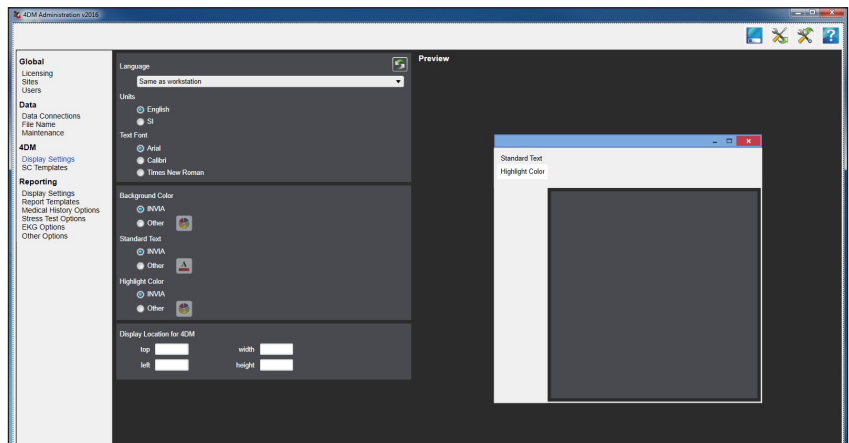 4DM Administration v2016
Global
Licensing
Sites
Users
Data
Data Connections
File Name
Maintenance
4DM
Display Settings
SC Templates
Reporting
Display Settings
Report Templates
Medical History Options
Stress Test Options
EKG Options
Other Options
Language
Same as workstation
Units
English
SI
Text Font
Arial
Calibri
Times New Roman
Background Color
INVIA
Other
Standard Text
INVIA
Other
A
Highlight Color
INVIA
Other
Display Location for 4DM
top width
left height
Preview
Standard Text
Highlight Color